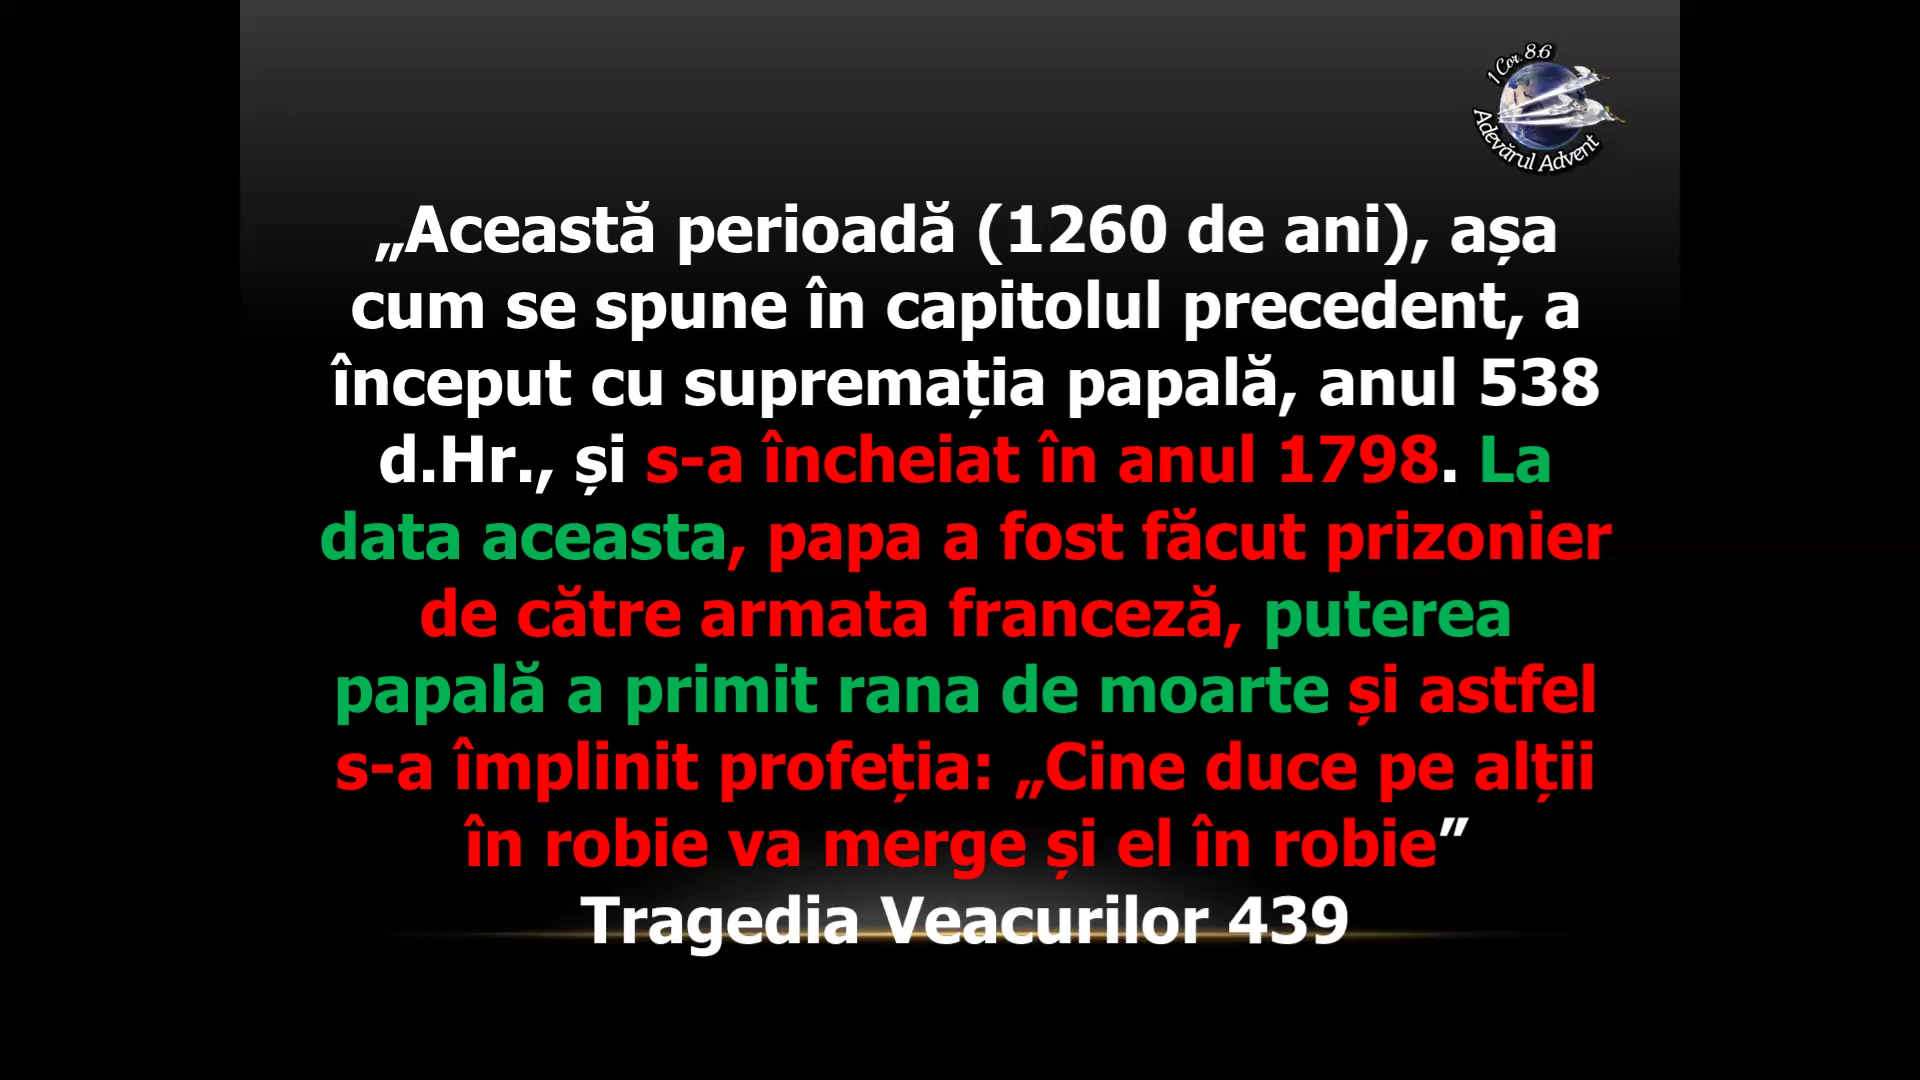 1 Cor. 8:6
Adevărul Advent
„Această perioadă (1260 de ani), așa
cum se spune în capitolul precedent, a
început cu supremația papală, anul 538
d.Hr., și s-a încheiat în anul 1798. La
data aceasta, papa a fost făcut prizonier
de către armata franceză, puterea
papală a primit rana de moarte și astfel
s-a împlinit profeția: „Cine duce pe alții
în robie va merge și el în robie”
Tragedia Veacurilor 439